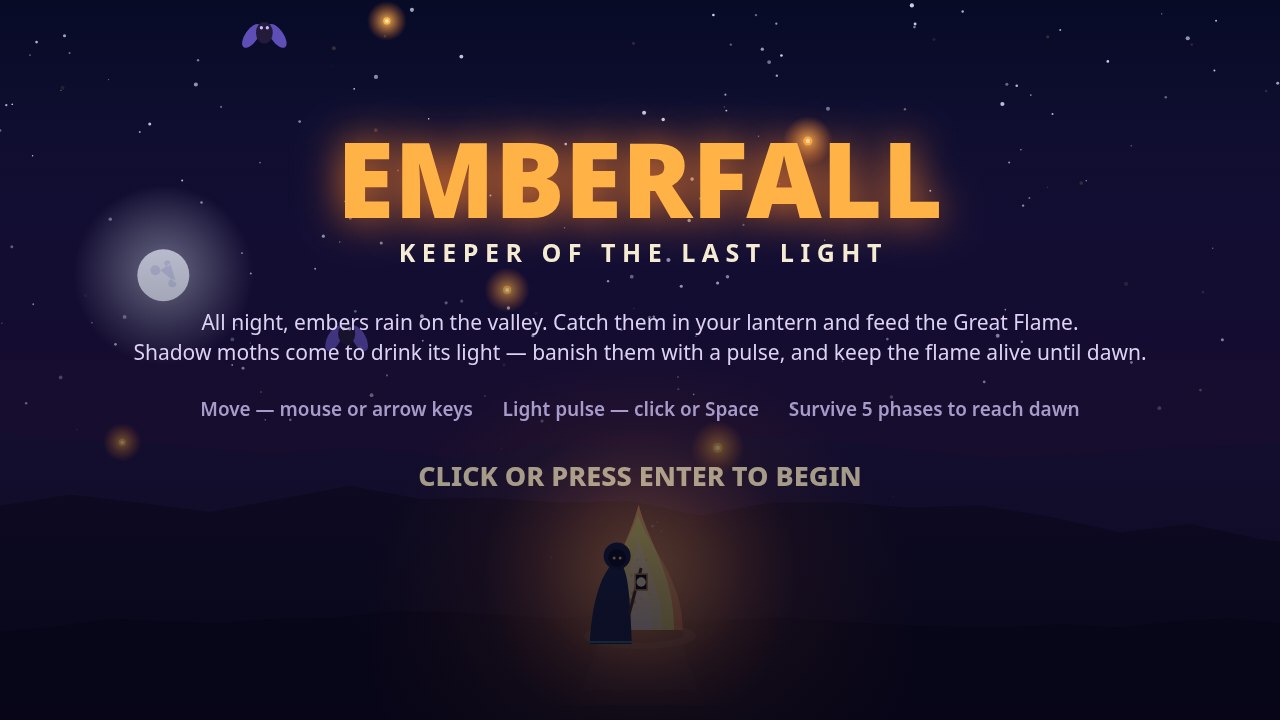 EMBERFALL
KEEPER OF THE LAST LIGHT
All night, embers rain on the valley. Catch them in your lantern and feed the Great Flame.
Shadow moths come to drink its light — banish them with a pulse, and keep the flame alive until dawn.
Move — mouse or arrow keys Light pulse — click or Space Survive 5 phases to reach dawn
CLICK OR PRESS ENTER TO BEGIN